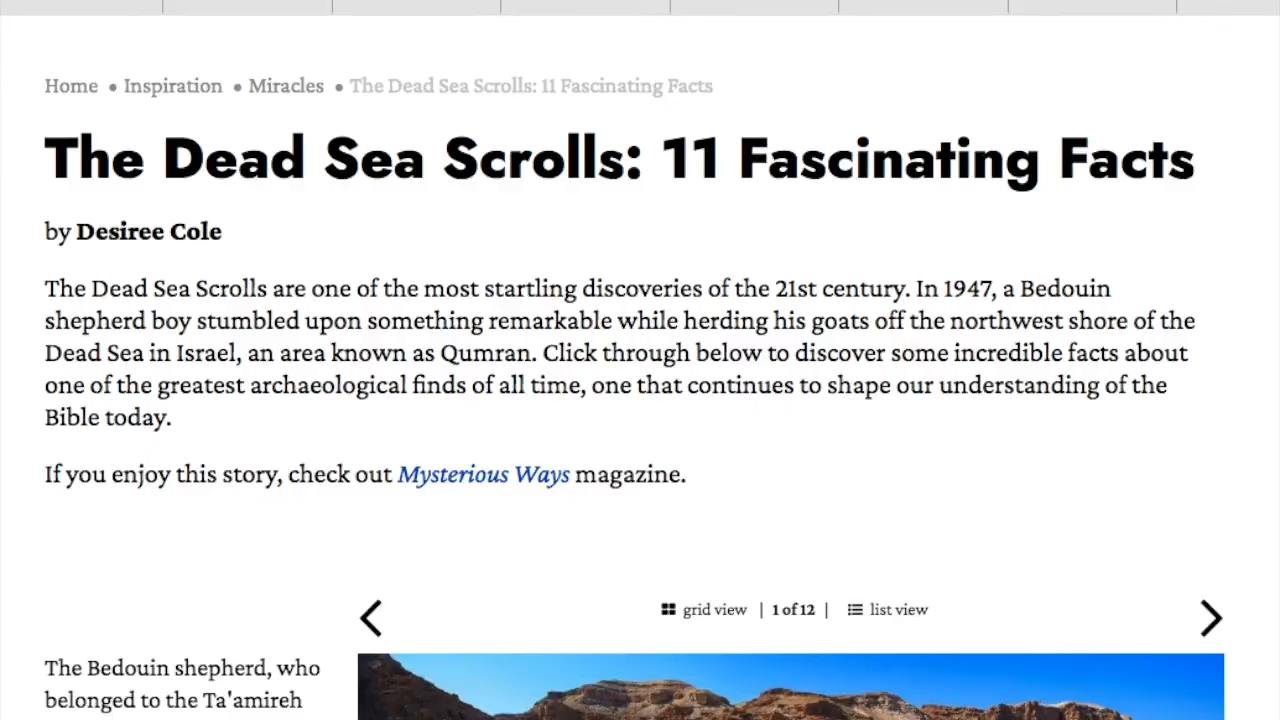 Home • Inspiration • Miracles • The Dead Sea Scrolls: 11 Fascinating Facts
The Dead Sea Scrolls: 11 Fascinating Facts
by Desiree Cole
The Dead Sea Scrolls are one of the most startling discoveries of the 21st century. In 1947, a Bedouin
shepherd boy stumbled upon something remarkable while herding his goats off the northwest shore of the
Dead Sea in Israel, an area known as Qumran. Click through below to discover some incredible facts about
one of the greatest archaeological finds of all time, one that continues to shape our understanding of the
Bible today.
If you enjoy this story, check out Mysterious Ways magazine.
grid view | 1 of 12 | list view
The Bedouin shepherd, who
belonged to the Ta'amireh